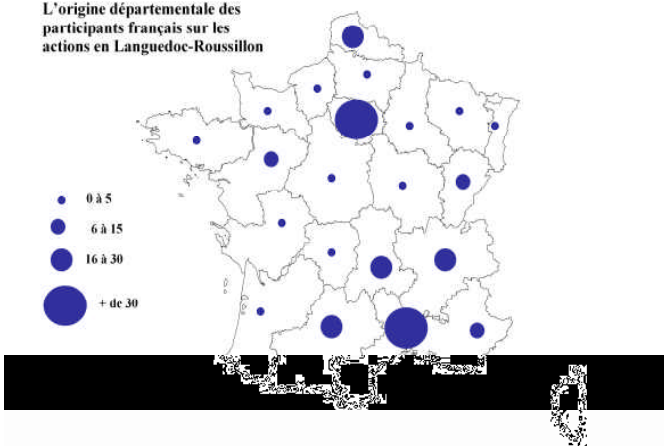 L'origine départementale des
participants français sur les
actions en Languedoc-Roussillon
0 à 5
6 à 15
16 à 30
+ de 30